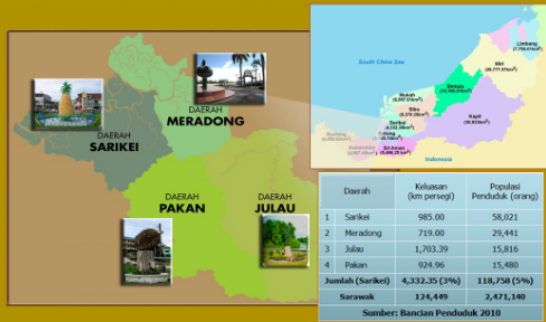 DAERAH
MERADONG
DAERAH
SARIKEI
DAERAH
PAKAN
DAERAH
JULAU
South China Sea
Limbang
Miri
Bintulu
Mukah
Sibu
Kapit
Sarikei
Sri Aman
Indonesia
Daerah Keluasan (km persegi) Populasi Penduduk (orang)
1 Sarikei 985.00 58,021
2 Meradong 719.00 29,441
3 Julau 1,703.39 15,816
4 Pakan 924.96 15,480
Jumlah (Sarikei) 4,332.35 (3%) 118,758 (5%)
Sarawak 124,449 2,471,140
Sumber: Bancian Penduduk 2010